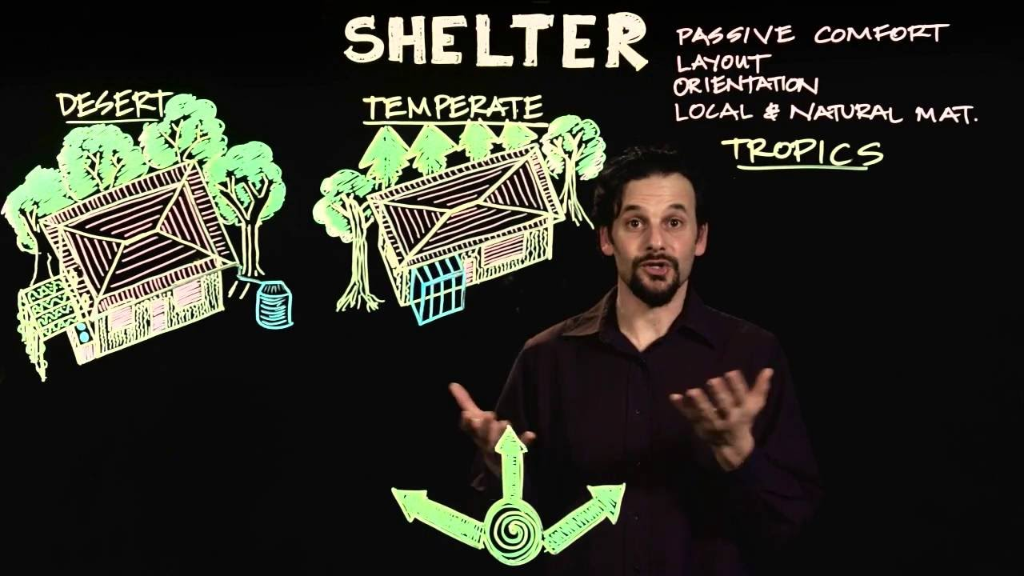 SHELTER
PASSIVE COMFORT
LAYOUT
ORIENTATION
LOCAL & NATURAL MAT.
DESERT
TEMPERATE
TROPICS